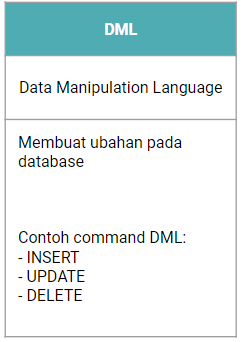 DML
Data Manipulation Language
Membuat ubahan pada
database
Contoh command DML:
- INSERT
- UPDATE
- DELETE